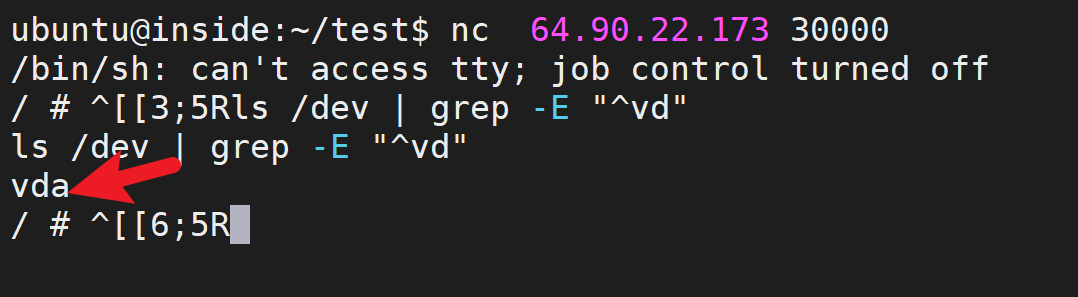 ubuntu@inside:~/test$ nc  64.90.22.173 30000
/bin/sh: can't access tty; job control turned off
/ # ^[[3;5Rls /dev | grep -E "^vd"
ls /dev | grep -E "^vd"
vda
/ # ^[[6;5R